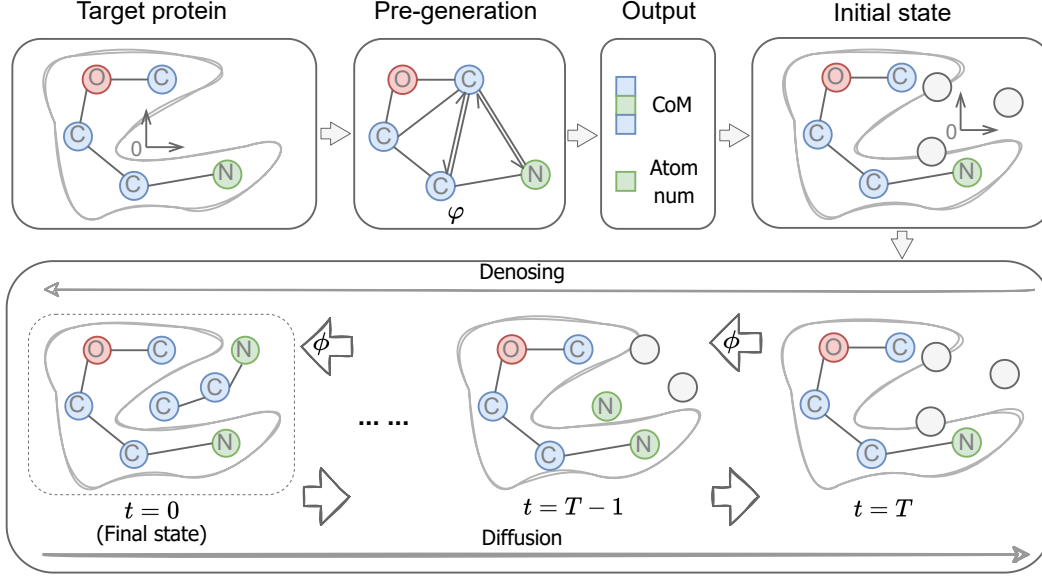 Target protein
Pre-generation
Output
Initial state
O C
C
0
C N
O C
C
C N
φ
CoM
Atom
num
O C
C
0
C N
Denosing
O C N
C C C
C N
ϕ
... ...
O C
C N
C N
ϕ
O C
C
C N
t = 0
(Final state)
t = T − 1
t = T
Diffusion